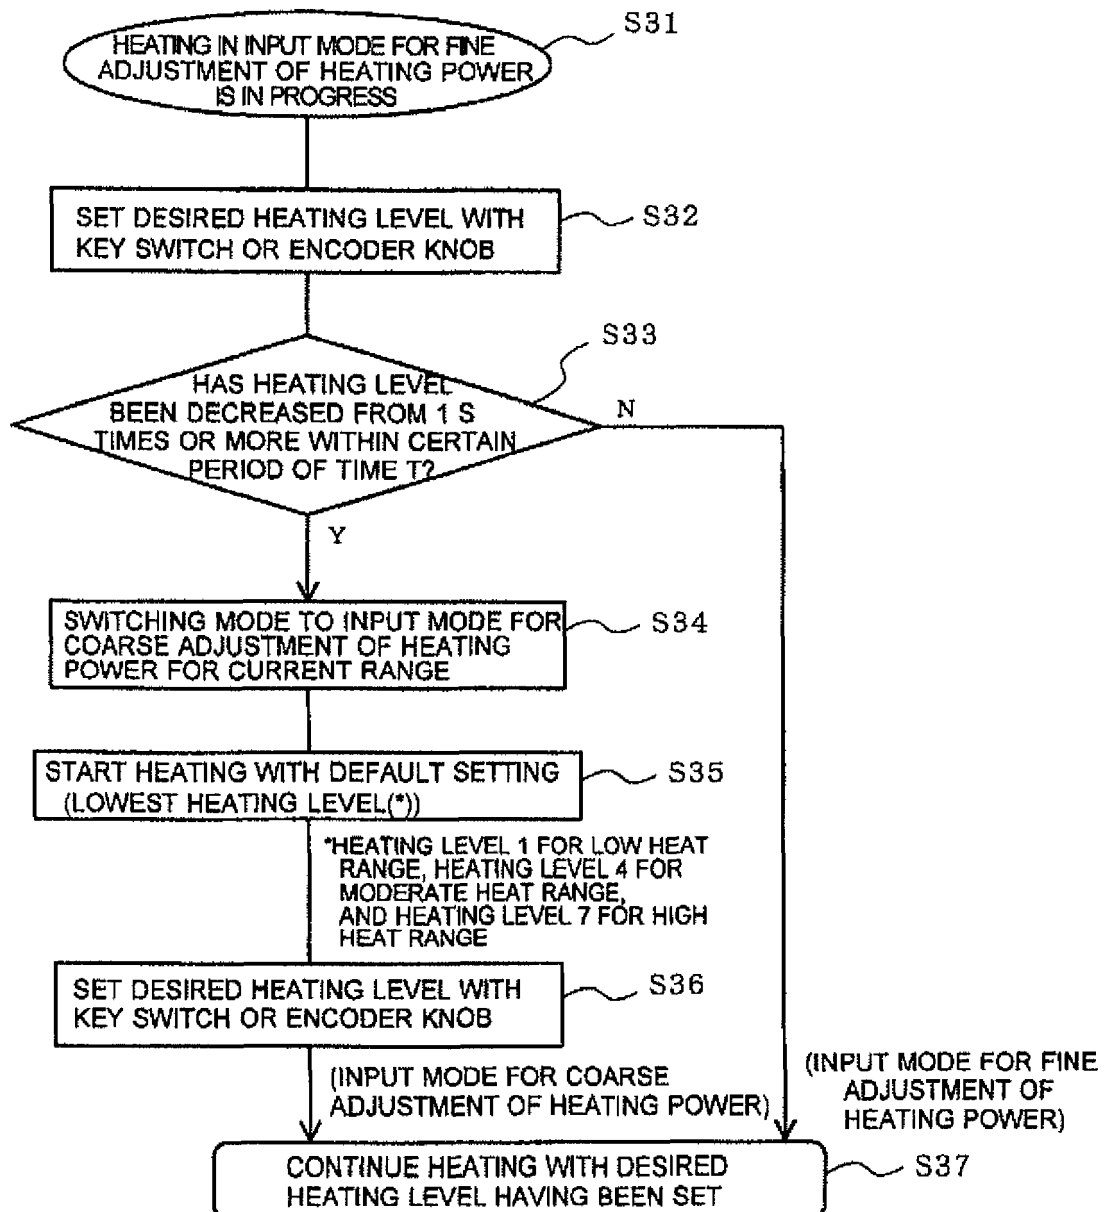 S31
HEATING IN INPUT MODE FOR FINE
ADJUSTMENT OF HEATING POWER
IS IN PROGRESS
SET DESIRED HEATING LEVEL WITH
KEY SWITCH OR ENCODER KNOB
S32
S33
HAS HEATING LEVEL
BEEN DECREASED FROM 1 S
TIMES OR MORE WITHIN CERTAIN
PERIOD OF TIME T?
N
Y
SWITCHING MODE TO INPUT MODE FOR
COARSE ADJUSTMENT OF HEATING
POWER FOR CURRENT RANGE
S34
START HEATING WITH DEFAULT SETTING
(LOWEST HEATING LEVEL(*))
S35
*HEATING LEVEL 1 FOR LOW HEAT
RANGE, HEATING LEVEL 4 FOR
MODERATE HEAT RANGE,
AND HEATING LEVEL 7 FOR HIGH
HEAT RANGE
SET DESIRED HEATING LEVEL WITH
KEY SWITCH OR ENCODER KNOB
S36
(INPUT MODE FOR COARSE
ADJUSTMENT OF HEATING POWER)
(INPUT MODE FOR FINE
ADJUSTMENT OF
HEATING POWER)
CONTINUE HEATING WITH DESIRED
HEATING LEVEL HAVING BEEN SET
S37